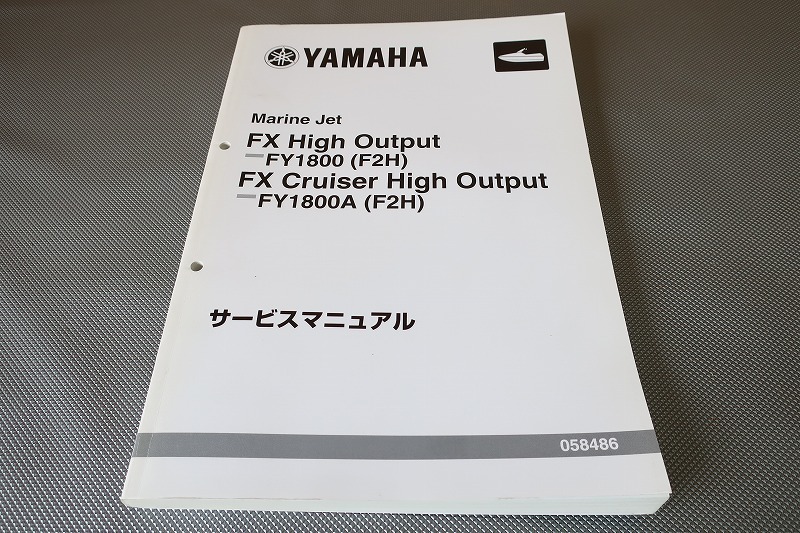 YAMAHA
Marine Jet
FX High Output
FY1800 (F2H)
FX Cruiser High Output
FY1800A (F2H)
サービスマニュアル
058486